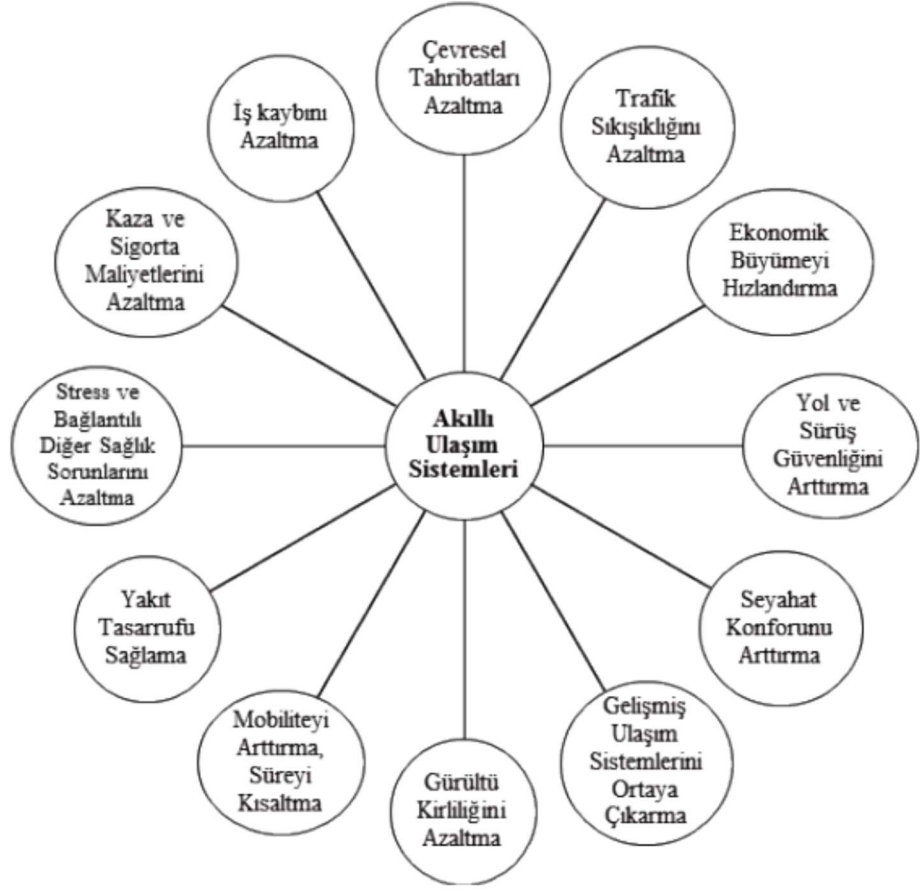 Çevresel
Tahribatları
Azaltma
Trafik
Sıkışıklığını
Azaltma
Ekonomik
Büyümeyi
Hızlandırma
Yol ve
Sürüş
Güvenliğini
Arttırma
Seyahat
Konforunu
Arttırma
Gelişmiş
Ulaşım
Sistemlerini
Ortaya
Çıkarma
Gürültü
Kirliliğini
Azaltma
Mobiliteyi
Arttırma,
Süreyi
Kısaltma
Yakıt
Tasarrufu
Sağlama
Stress ve
Bağlantılı
Diğer Sağlık
Sorunlarını
Azaltma
Kaza ve
Sigorta
Maliyetlerini
Azaltma
İş kaybını
Azaltma
Akıllı
Ulaşım
Sistemleri